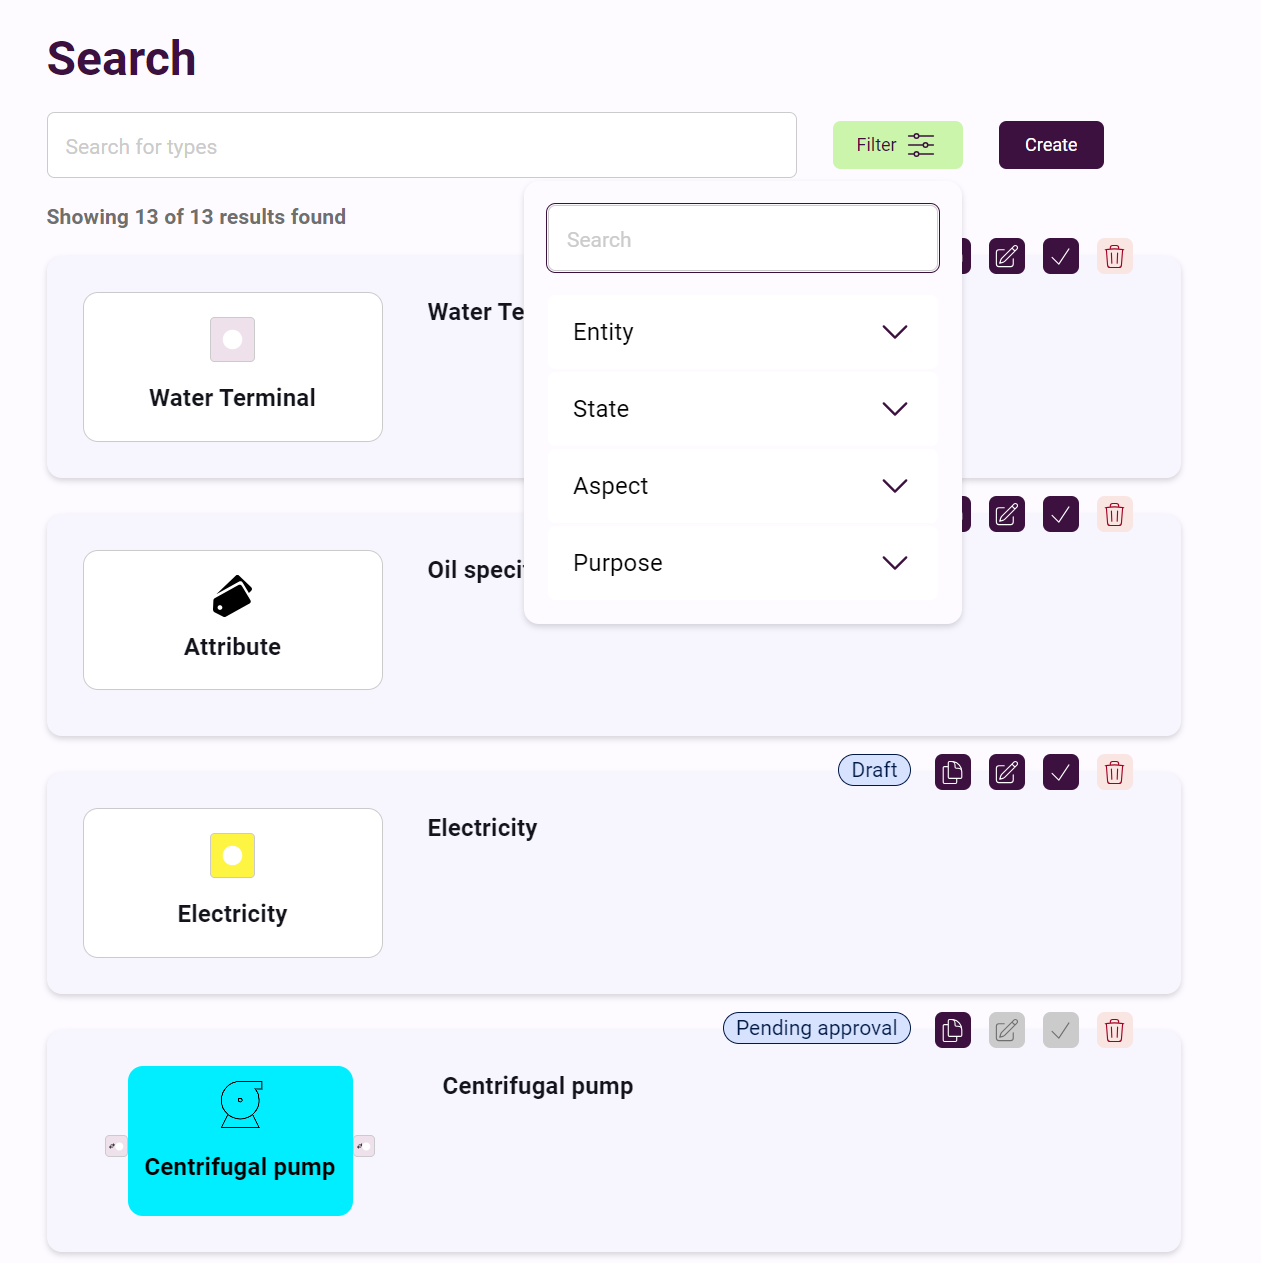 Search
Search for types
Filter
Create
Showing 13 of 13 results found
Search
Entity
State
Aspect
Purpose
Water Terminal
Water Te
Attribute
Oil speci
Draft
Electricity
Electricity
Pending approval
Centrifugal pump
Centrifugal pump